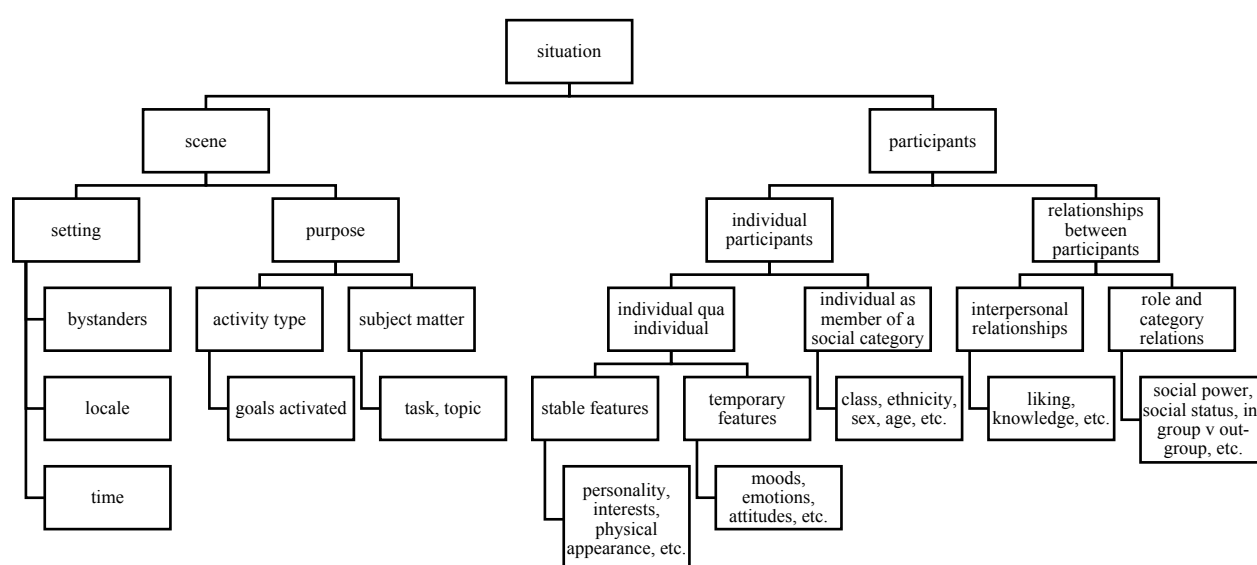 situation
scene
participants
setting
purpose
individual
participants
relationships
between
participants
bystanders
activity type
subject matter
individual qua
individual
individual as
member of a
social category
interpersonal
relationships
role and
category
relations
locale
goals activated
task, topic
stable features
temporary
features
class, ethnicity,
sex, age, etc.
liking,
knowledge, etc.
social power,
social status, in-
group v out-
group, etc.
time
personality,
interests,
physical
appearance, etc.
moods,
emotions,
attitudes, etc.